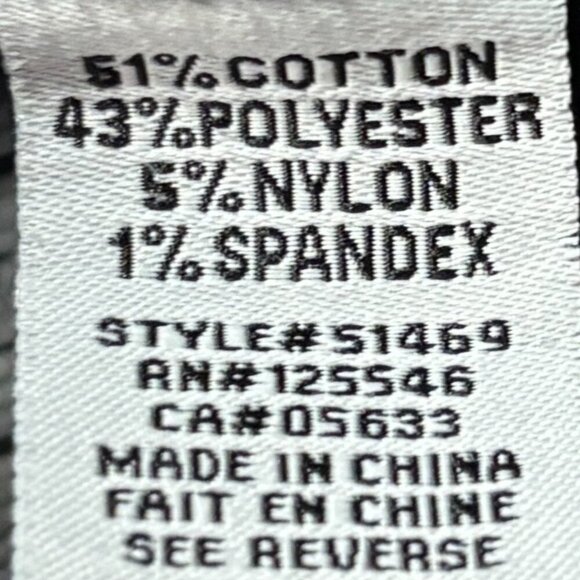 51% COTTON
43% POLYESTER
5% NYLON
1% SPANDEX
STYLE# S1469
RN# 125546
CA# 05633
MADE IN CHINA
FAIT EN CHINE
SEE REVERSE